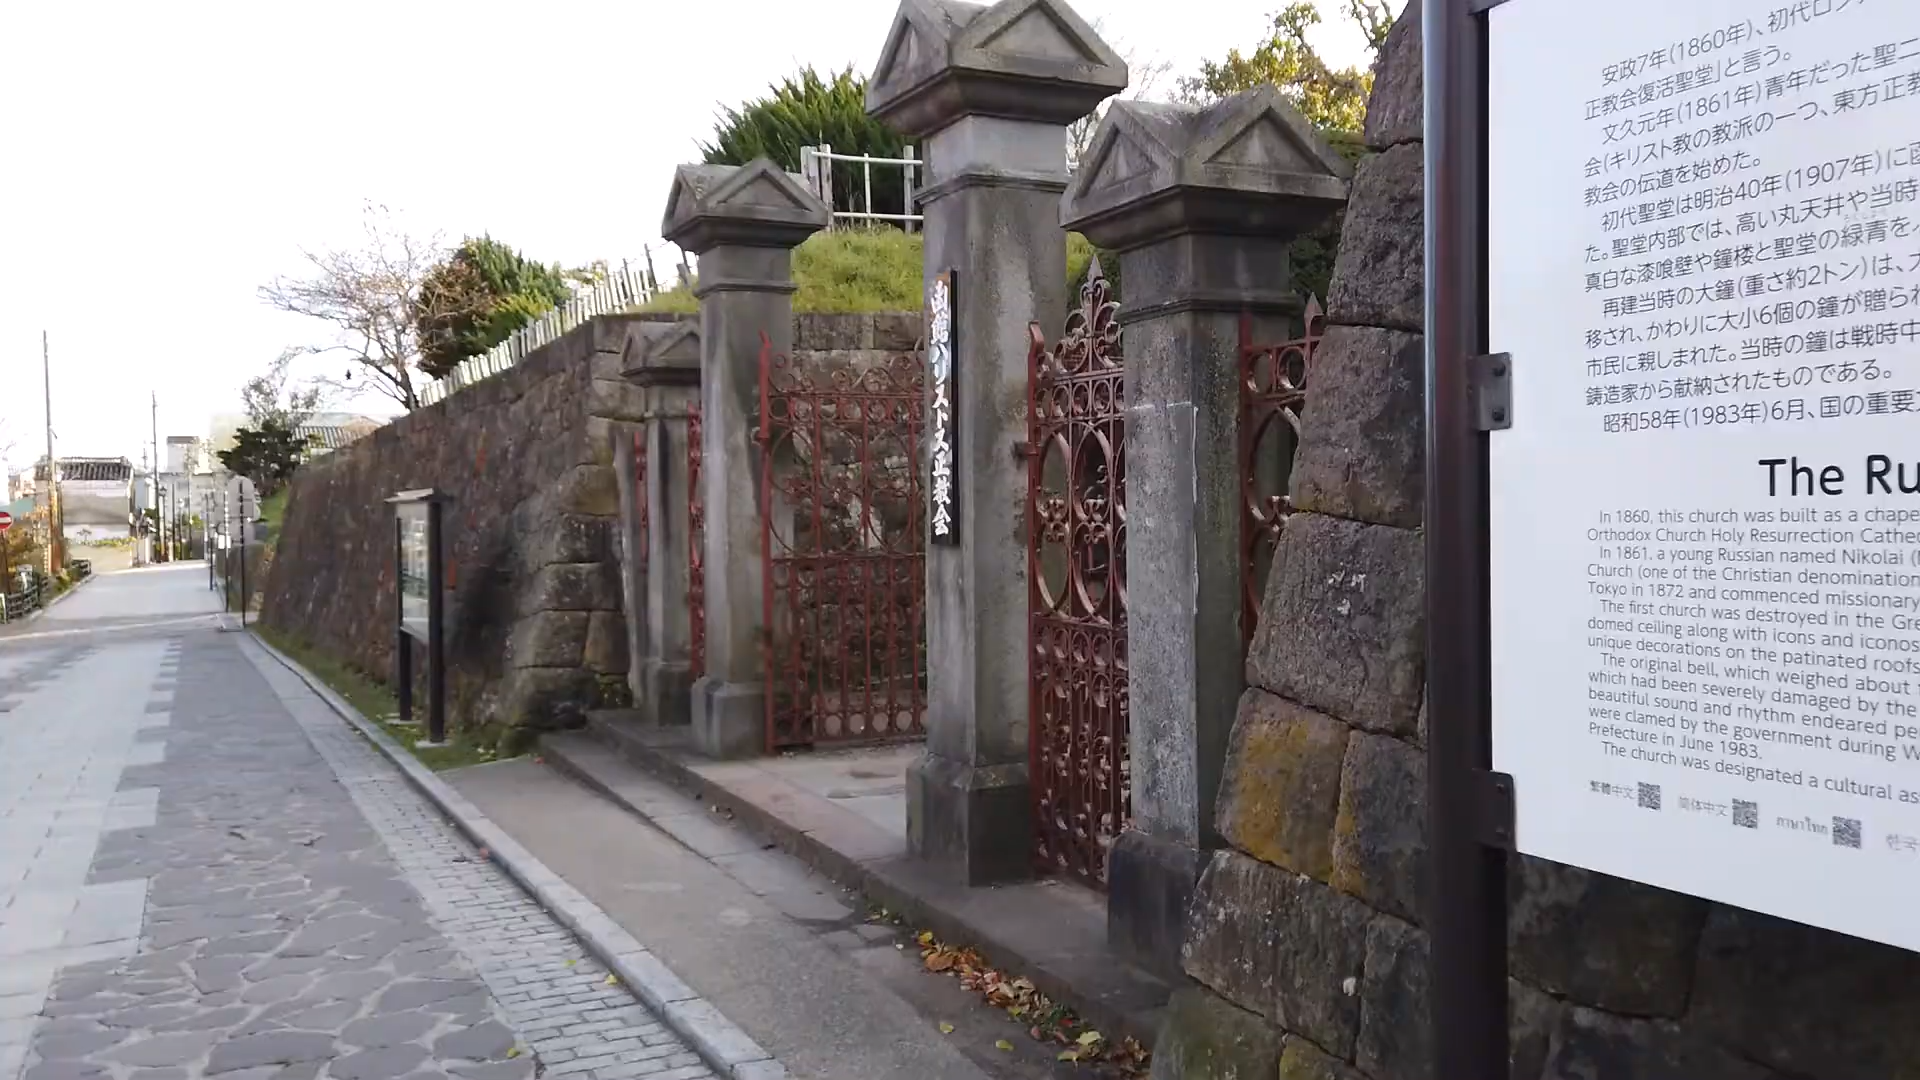 函館ハリストス正教会
安政7年(1860年)、初代ロシア
正教会復活聖堂」と言う。
文久元年(1861年)青年だった聖ニ
会(キリスト教の教派の一つ、東方正教
教会の伝道を始めた。
初代聖堂は明治40年(1907年)に函
た。聖堂内部では、高い丸天井や当時
真白な漆喰壁や鐘楼と聖堂の緑青を
再建当時の大鐘(重さ約2トン)は、大
移され、かわりに大小6個の鐘が贈られ
市民に親しまれた。当時の鐘は戦時中
鋳造家から献納されたものである。
昭和58年(1983年)6月、国の重要文
The Ru
In 1860, this church was built as a chape
Orthodox Church Holy Resurrection Cathed
In 1861, a young Russian named Nikolai (
Church (one of the Christian denomination
Tokyo in 1872 and commenced missionary
The first church was destroyed in the Gre
domed ceiling along with icons and iconos
unique decorations on the patinated roofs
The original bell, which weighed about
which had been severely damaged by the
beautiful sound and rhythm endeared pe
were clamed by the government during W
Prefecture in June 1983.
The church was designated a cultural as
繁體中文 简体中文 ภาษาไทย 한국